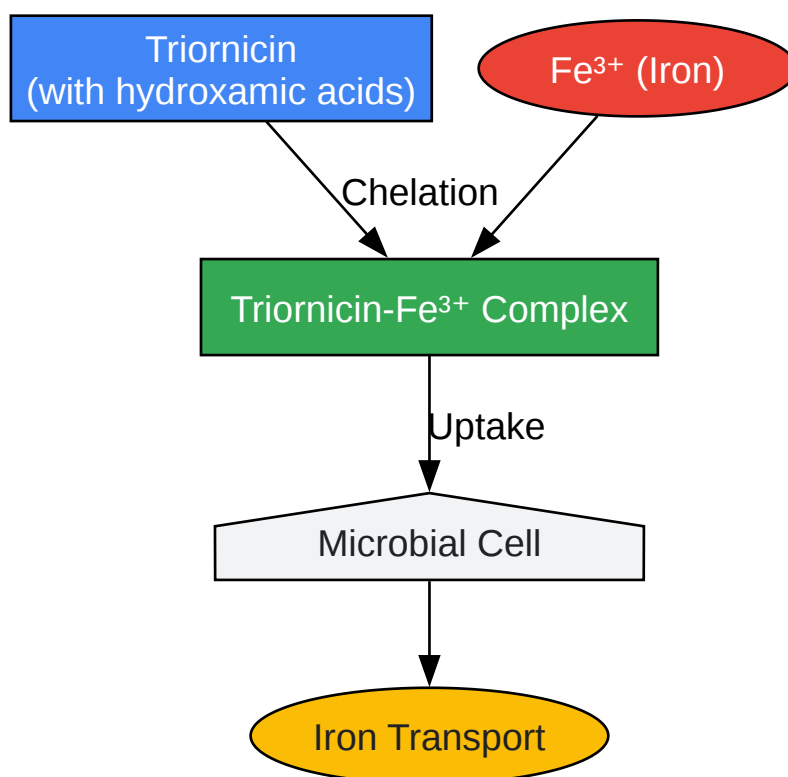 Triornicin
(with hydroxamic acids)
Fe³⁺ (Iron)
Chelation
Triornicin-Fe³⁺ Complex
Uptake
Microbial Cell
Iron Transport